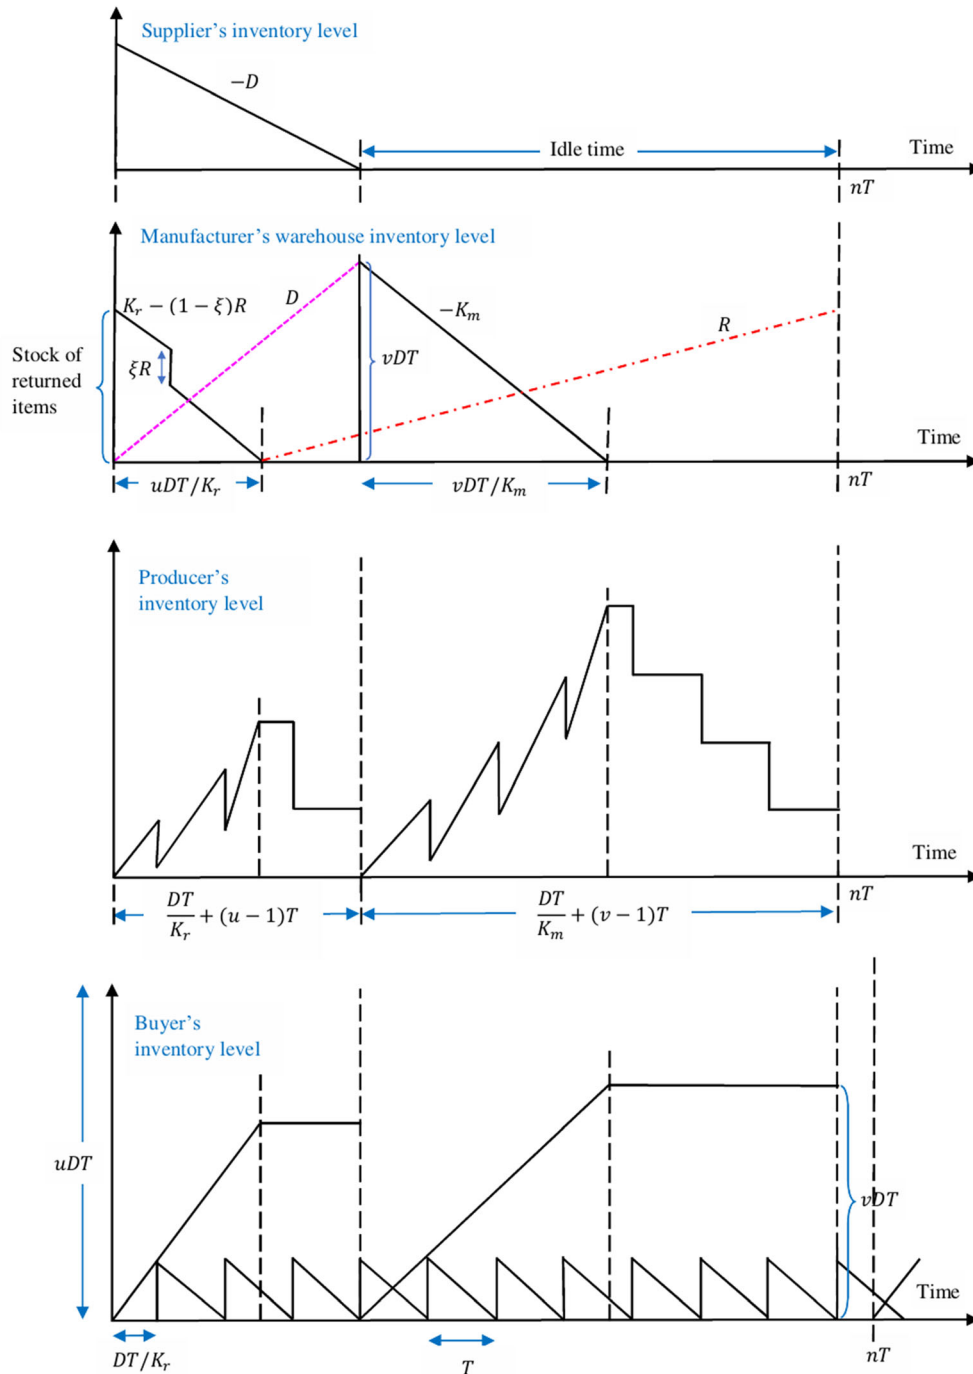 Supplier's inventory level
−D
Idle time
Time
nT
Manufacturer's warehouse inventory level
K_r − (1 − ξ)R
D
−K_m
R
Stock of
returned
items
ξR
vDT
Time
uDT/K_r
vDT/K_m
nT
Producer's
inventory level
Time
DT/K_r + (u − 1)T
DT/K_m + (v − 1)T
nT
Buyer's
inventory level
uDT
vDT
Time
DT/K_r
T
nT